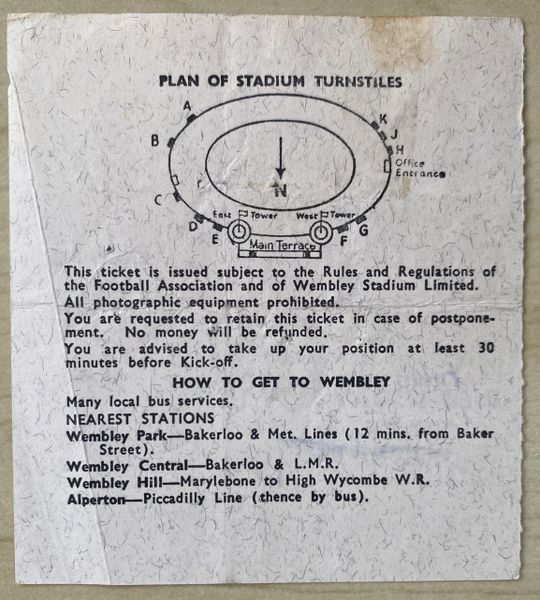 PLAN OF STADIUM TURNSTILES
A
K
J
B
H
Office
Entrance
N
C
East Tower
West Tower
D
G
E
F
Main Terrace
This ticket is issued subject to the Rules and Regulations of
the Football Association and of Wembley Stadium Limited.
All photographic equipment prohibited.
You are requested to retain this ticket in case of postpone-
ment. No money will be refunded.
You are advised to take up your position at least 30
minutes before Kick-off.
HOW TO GET TO WEMBLEY
Many local bus services.
NEAREST STATIONS
Wembley Park—Bakerloo & Met. Lines (12 mins. from Baker
Street).
Wembley Central—Bakerloo & L.M.R.
Wembley Hill—Marylebone to High Wycombe W.R.
Alperton—Piccadilly Line (thence by bus).